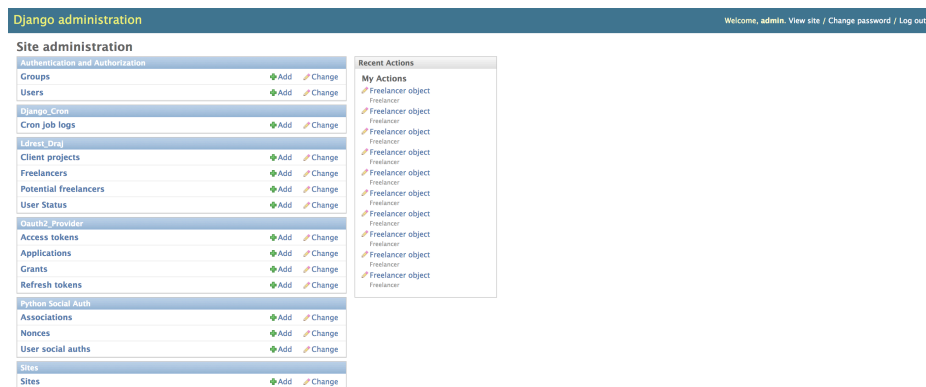 Django administration
Welcome, admin. View site / Change password / Log out
Site administration
Authentication and Authorization
Groups Add Change
Users Add Change
Django_Cron
Cron job logs Add Change
Ldrest_Draj
Client projects Add Change
Freelancers Add Change
Potential freelancers Add Change
User Status Add Change
Oauth2_Provider
Access tokens Add Change
Applications Add Change
Grants Add Change
Refresh tokens Add Change
Python Social Auth
Associations Add Change
Nonces Add Change
User social auths Add Change
Sites
Sites Add Change
Recent Actions
My Actions
Freelancer object
Freelancer
Freelancer object
Freelancer
Freelancer object
Freelancer
Freelancer object
Freelancer
Freelancer object
Freelancer
Freelancer object
Freelancer
Freelancer object
Freelancer
Freelancer object
Freelancer
Freelancer object
Freelancer
Freelancer object
Freelancer